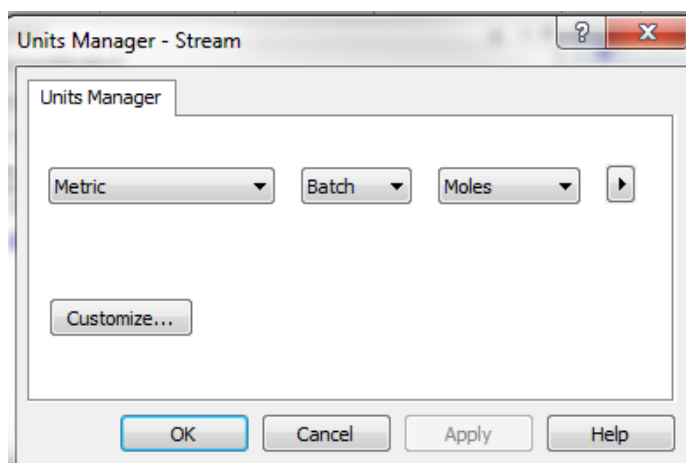 Units Manager - Stream
Units Manager
Metric Batch Moles
Customize...
OK Cancel Apply Help